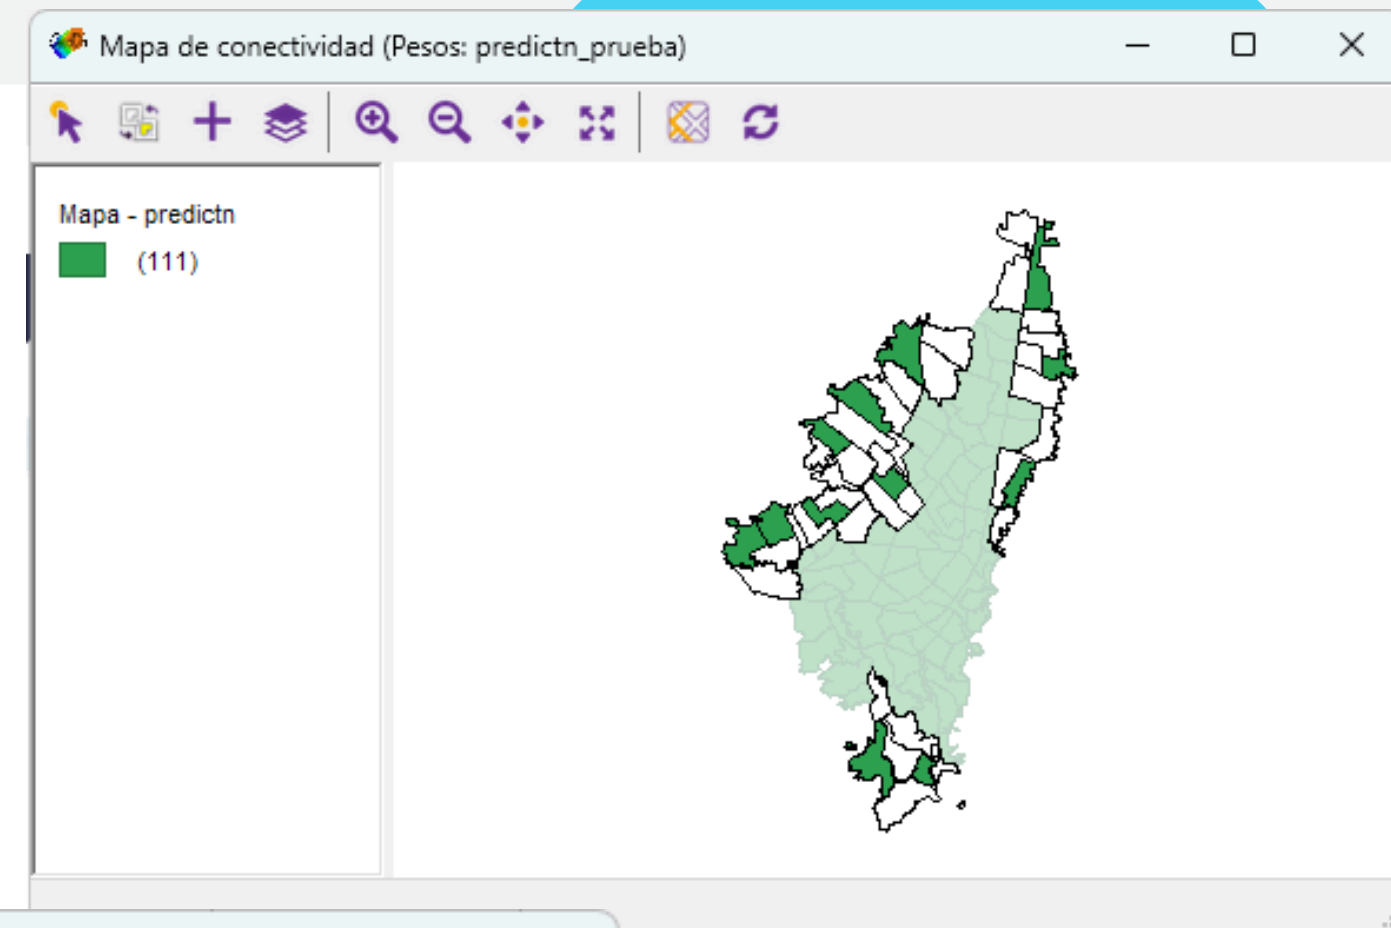 Mapa de conectividad (Pesos: predictn_prueba)
Mapa - predictn
(111)